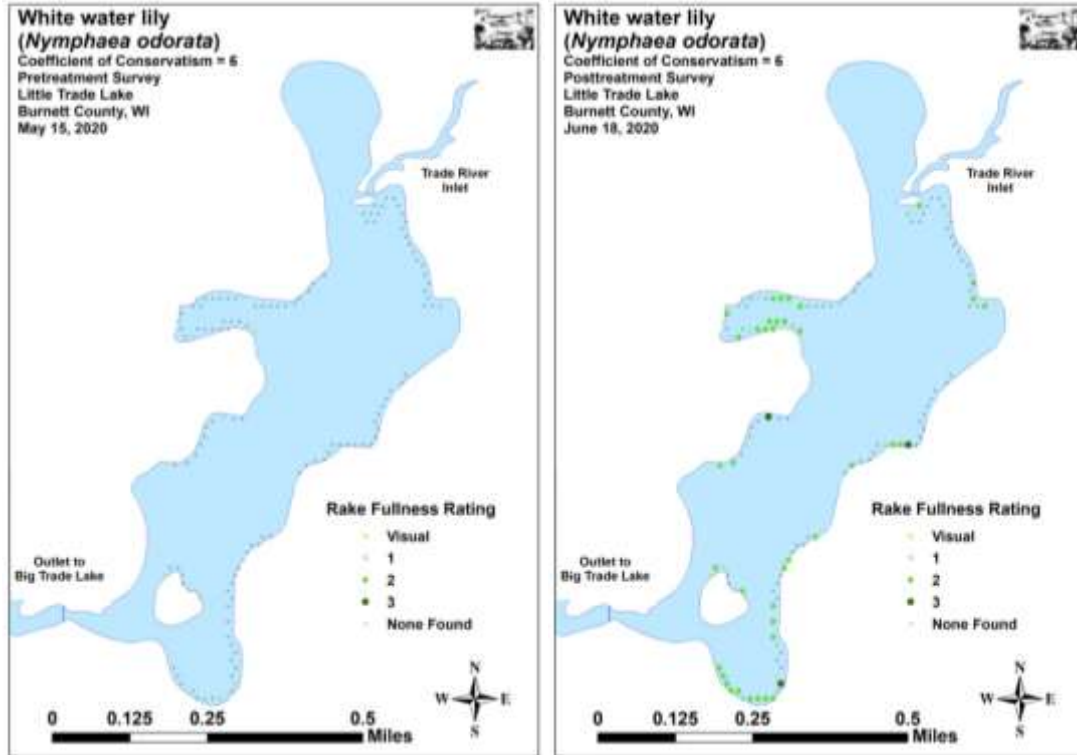 White water lily
(Nymphaea odorata)
Coefficient of Conservatism = 6
Pretreatment Survey
Little Trade Lake
Burnett County, WI
May 15, 2020
Trade River
Inlet
Rake Fullness Rating
Visual
1
2
3
None Found
Outlet to
Big Trade Lake
N
W E
S
0 0.125 0.25 0.5
Miles
White water lily
(Nymphaea odorata)
Coefficient of Conservatism = 6
Posttreatment Survey
Little Trade Lake
Burnett County, WI
June 18, 2020
Trade River
Inlet
Rake Fullness Rating
Visual
1
2
3
None Found
Outlet to
Big Trade Lake
N
W E
S
0 0.125 0.25 0.5
Miles